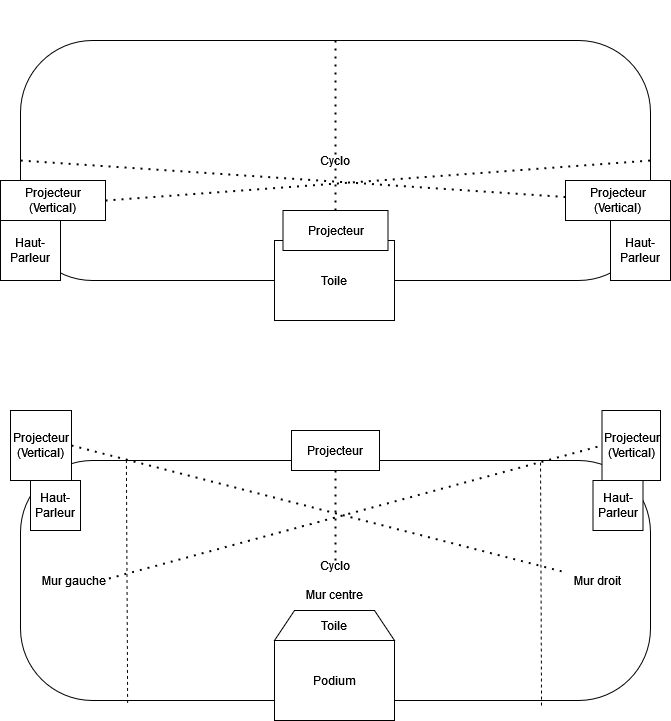 Cyclo
Projecteur
(Vertical)
Projecteur
(Vertical)
Projecteur
Haut-
Parleur
Haut-
Parleur
Toile
Projecteur
(Vertical)
Projecteur
Projecteur
(Vertical)
Haut-
Parleur
Haut-
Parleur
Cyclo
Mur gauche
Mur droit
Mur centre
Toile
Podium